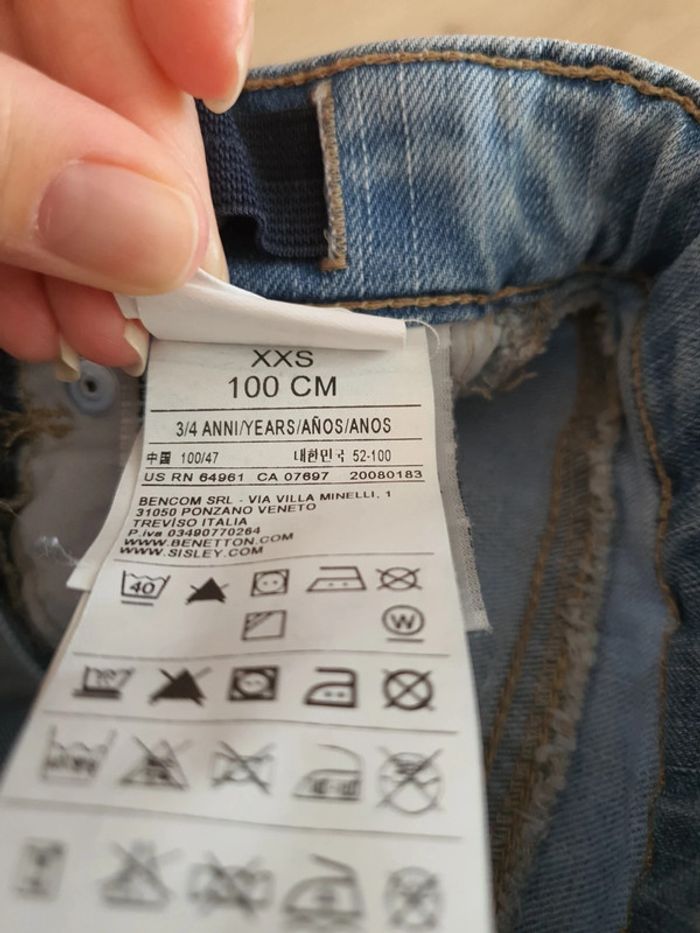 XXS
100 CM
3/4 ANNI/YEARS/AÑOS/ANOS
中国 100/47 대한민국 52-100
US RN 64961 CA 07697 20080183
BENCOM SRL - VIA VILLA MINELLI, 1
31050 PONZANO VENETO
TREVISO ITALIA
P.iva 03490770264
WWW.BENETTON.COM
WWW.SISLEY.COM
40
W